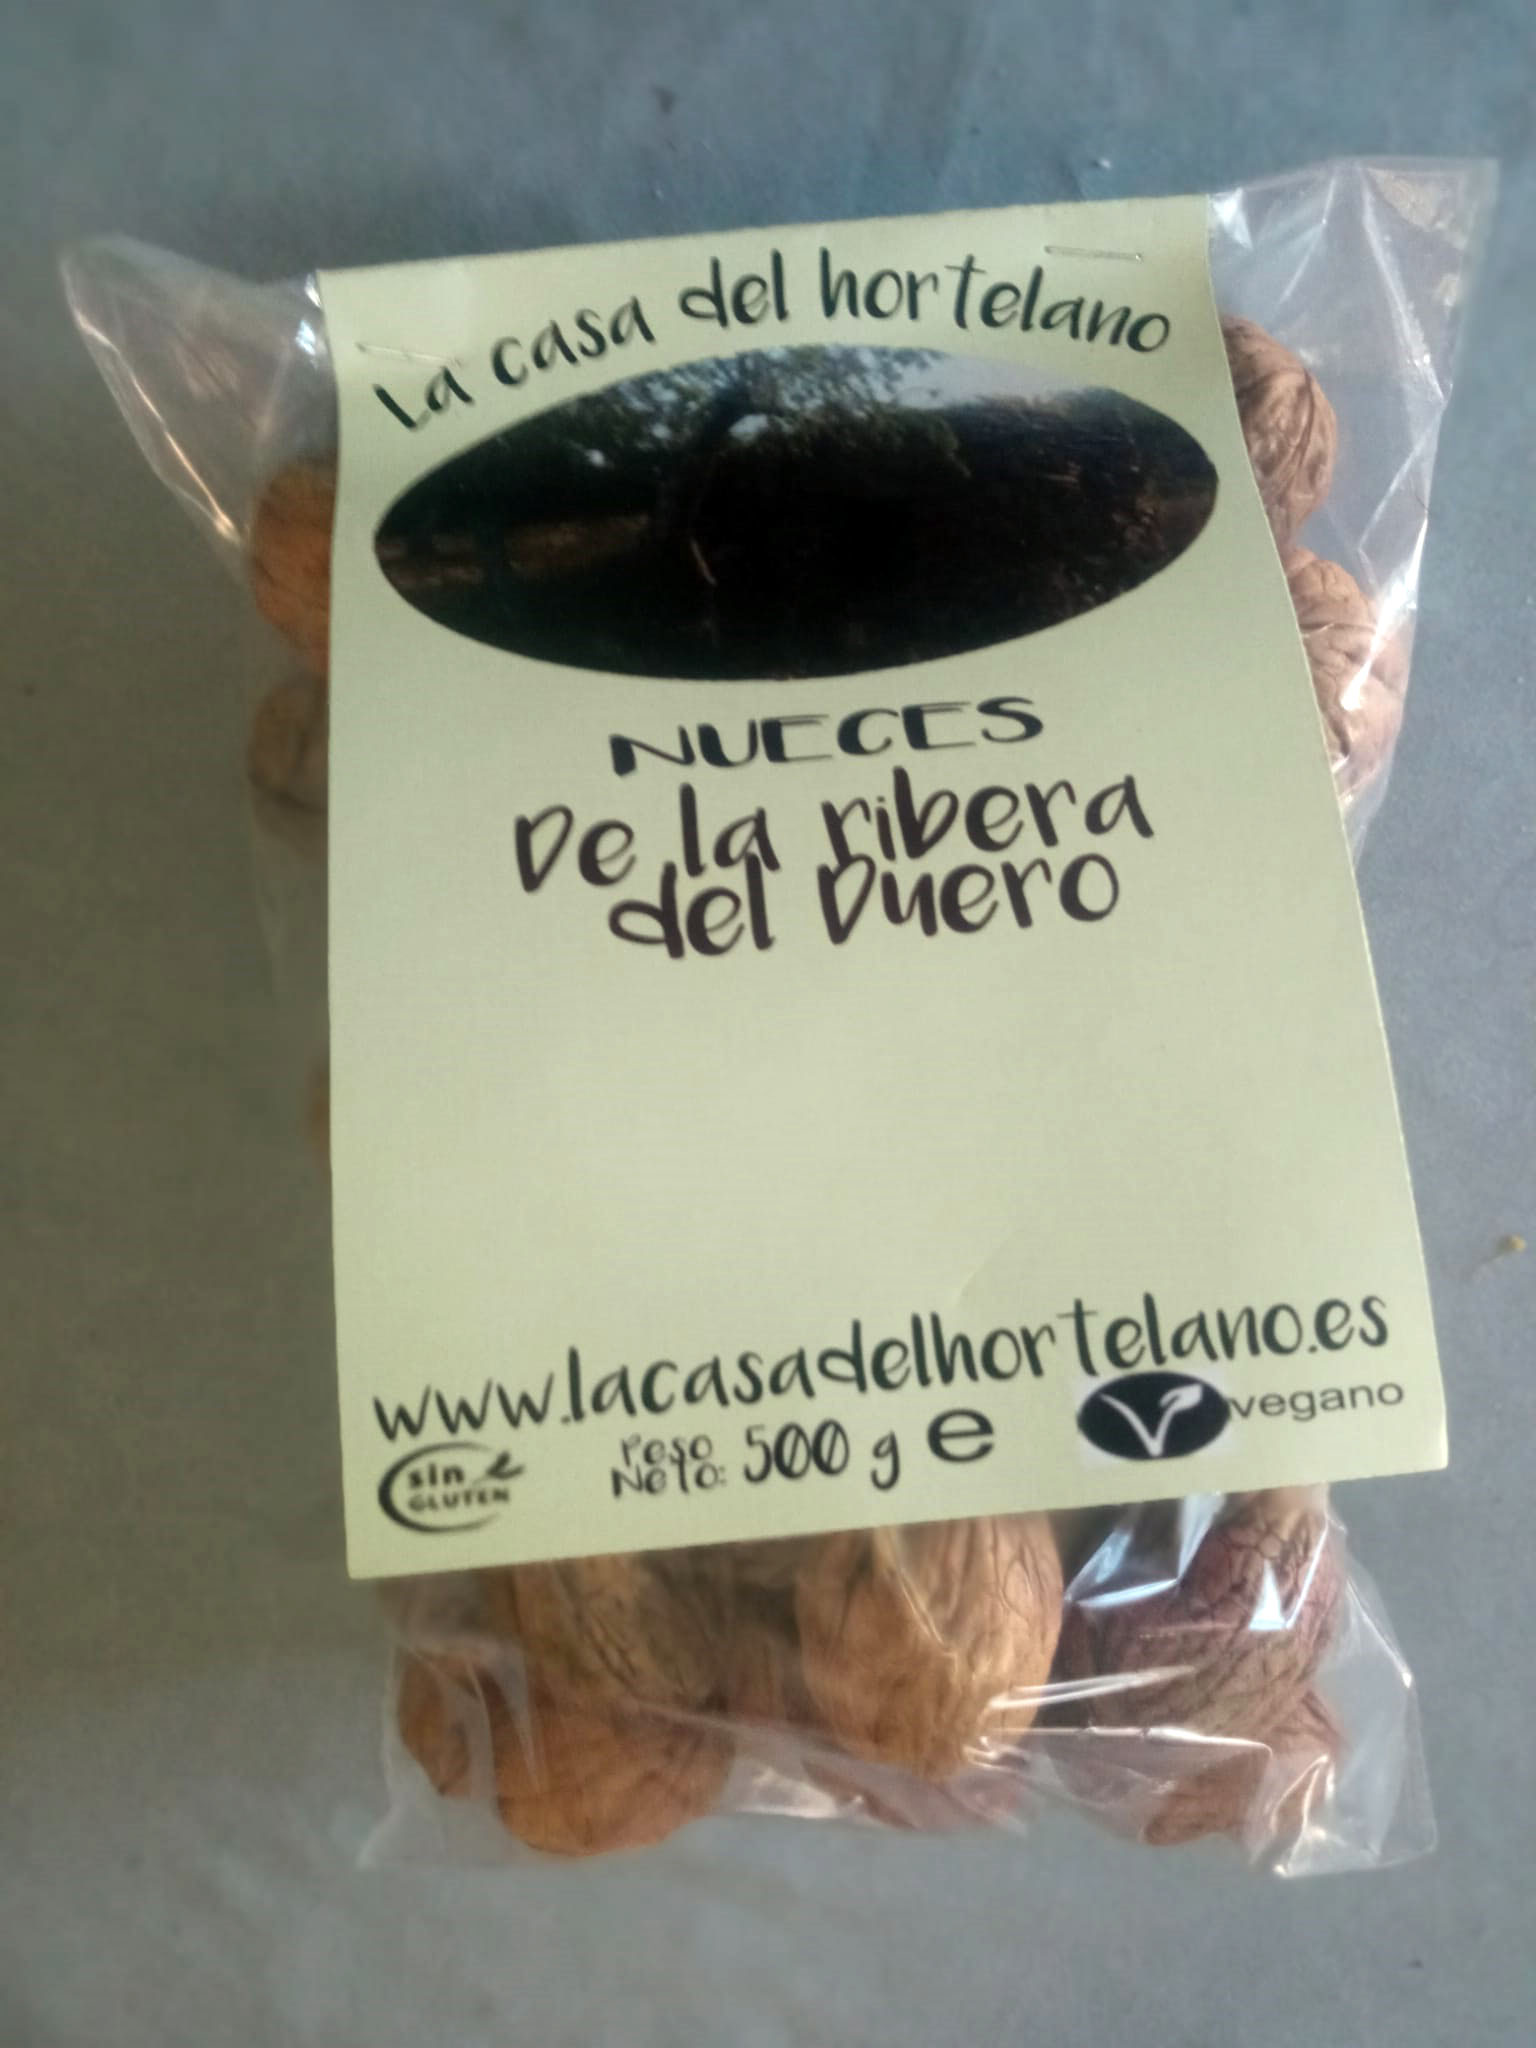 La casa del hortelano
NUECES
De la ribera
del Duero
www.lacasadelhortelano.es
sin
GLUTEN
Peso
Neto: 500 g e
vegano